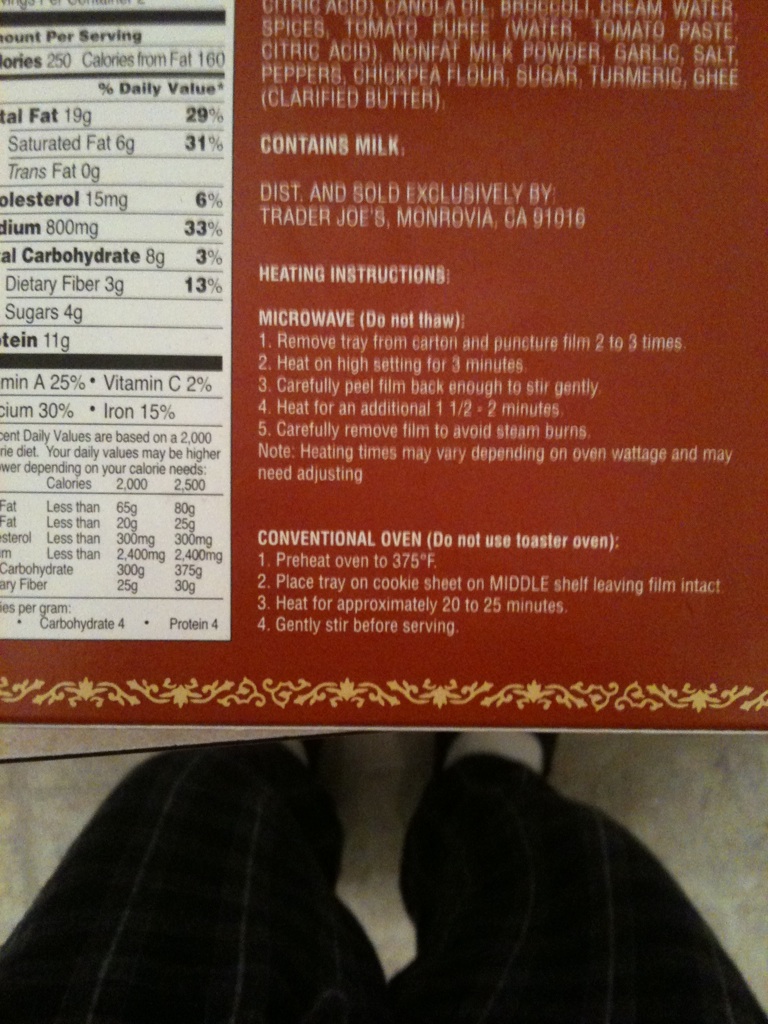 Amount Per Serving
Calories 250 Calories from Fat 160
% Daily Value*
tal Fat 19g 29%
Saturated Fat 6g 31%
Trans Fat 0g
olesterol 15mg 6%
dium 800mg 33%
al Carbohydrate 8g 3%
Dietary Fiber 3g 13%
Sugars 4g
tein 11g
min A 25% • Vitamin C 2%
cium 30% • Iron 15%
cent Daily Values are based on a 2,000
rie diet. Your daily values may be higher
wer depending on your calorie needs:
Calories 2,000 2,500
Fat Less than 65g 80g
Fat Less than 20g 25g
esterol Less than 300mg 300mg
m Less than 2,400mg 2,400mg
Carbohydrate 300g 375g
ary Fiber 25g 30g
ies per gram:
• Carbohydrate 4 • Protein 4
CITRIC ACID), CANOLA OIL, BROCCOLI, CREAM, WATER,
SPICES, TOMATO PUREE (WATER, TOMATO PASTE,
CITRIC ACID), NONFAT MILK POWDER, GARLIC, SALT,
PEPPERS, CHICKPEA FLOUR, SUGAR, TURMERIC, GHEE
(CLARIFIED BUTTER).
CONTAINS MILK.
DIST. AND SOLD EXCLUSIVELY BY:
TRADER JOE'S, MONROVIA, CA 91016
HEATING INSTRUCTIONS:
MICROWAVE (Do not thaw):
1. Remove tray from carton and puncture film 2 to 3 times.
2. Heat on high setting for 3 minutes.
3. Carefully peel film back enough to stir gently.
4. Heat for an additional 1 1/2 - 2 minutes.
5. Carefully remove film to avoid steam burns.
Note: Heating times may vary depending on oven wattage and may
need adjusting
CONVENTIONAL OVEN (Do not use toaster oven):
1. Preheat oven to 375°F.
2. Place tray on cookie sheet on MIDDLE shelf leaving film intact.
3. Heat for approximately 20 to 25 minutes.
4. Gently stir before serving.